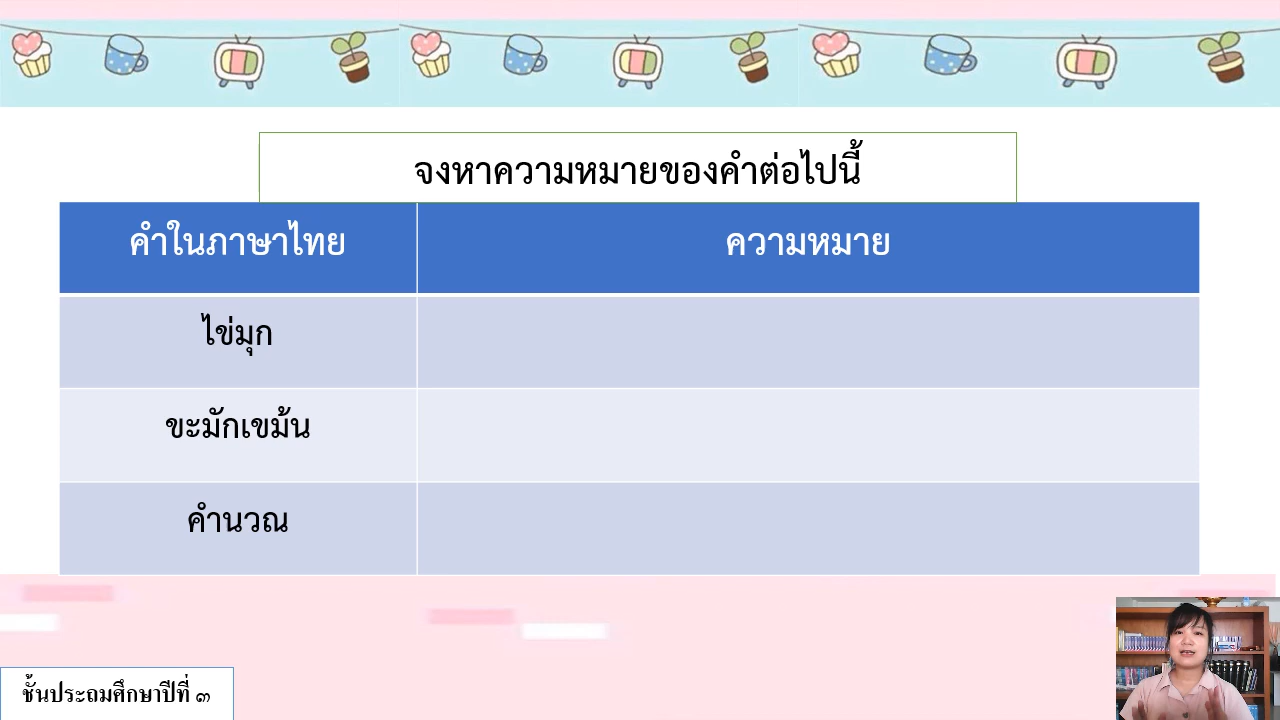 จงหาความหมายของคำต่อไปนี้
คำในภาษาไทย
ความหมาย
ไข่มุก
ขะมักเขม้น
คำนวณ
ชั้นประถมศึกษาปีที่ ๓